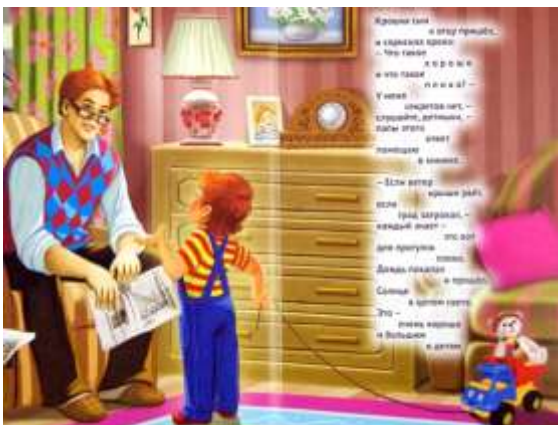 Крошка сын
к отцу пришёл,
и спросила кроха:
– Что такое
хорошо
и что такое
плохо? –
У меня
секретов нет, –
слушайте, детишки, –
папы этого
ответ
помещаю
в книжке.
– Если ветер
крыши рвёт,
если
град загрохал, –
каждый знает –
это вот
для прогулок
плохо.
Дождь покапал
и прошёл.
Солнце
в целом свете.
Это –
очень хорошо
и большим
и детям.